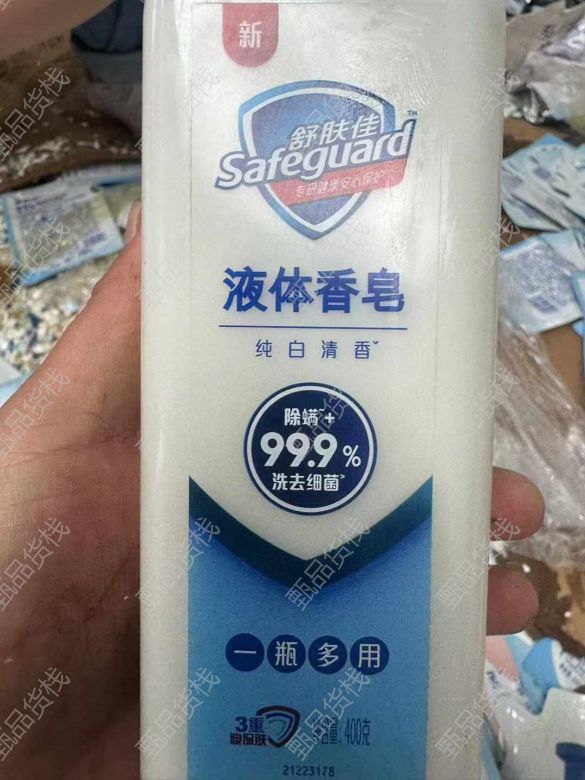 新
舒肤佳
Safeguard™
专研健康安心保护
液体香皂
纯白清香
除螨+
99.9%
洗去细菌
一瓶多用
3重
净含量:400克
21223178
甄品货栈